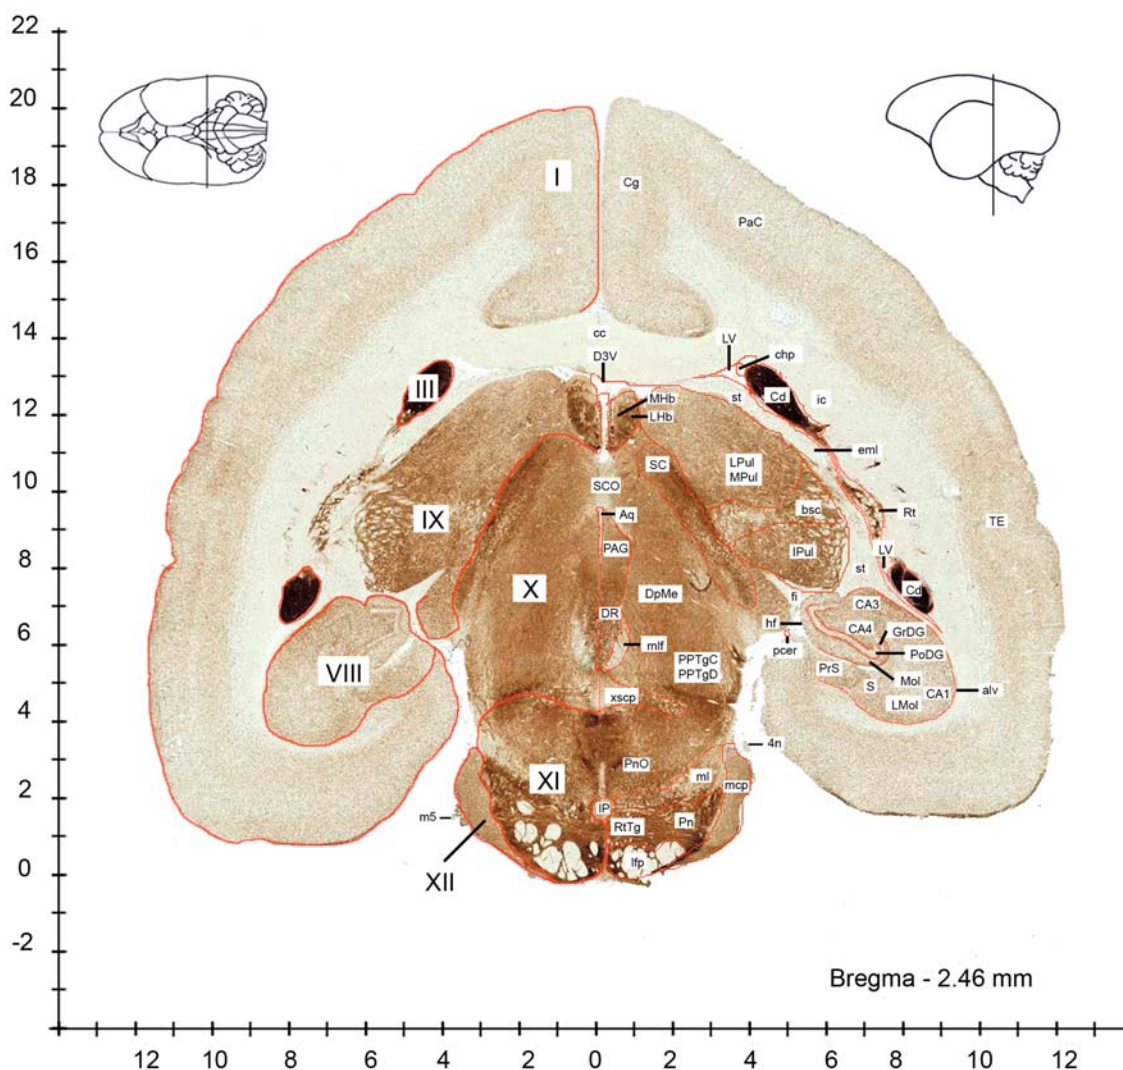 22
20
18
16
14
12
10
8
6
4
2
0
-2
I
Cg
PaC
cc
LV
chp
D3V
III
MHb
st
Cd
ic
LHb
eml
SC
LPul
MPul
SCO
IX
Aq
bsc
Rt
TE
PAG
IPul
LV
st
X
DpMe
fi
Cd
CA3
DR
hf
CA4
GrDG
mlf
pcer
PoDG
VIII
PPTgC
PPTgD
PrS
Mol
S
CA1
alv
xscp
LMol
4n
XI
PnO
ml
mcp
m5
IP
RtTg
Pn
XII
lfp
Bregma - 2.46 mm
12 10 8 6 4 2 0 2 4 6 8 10 12